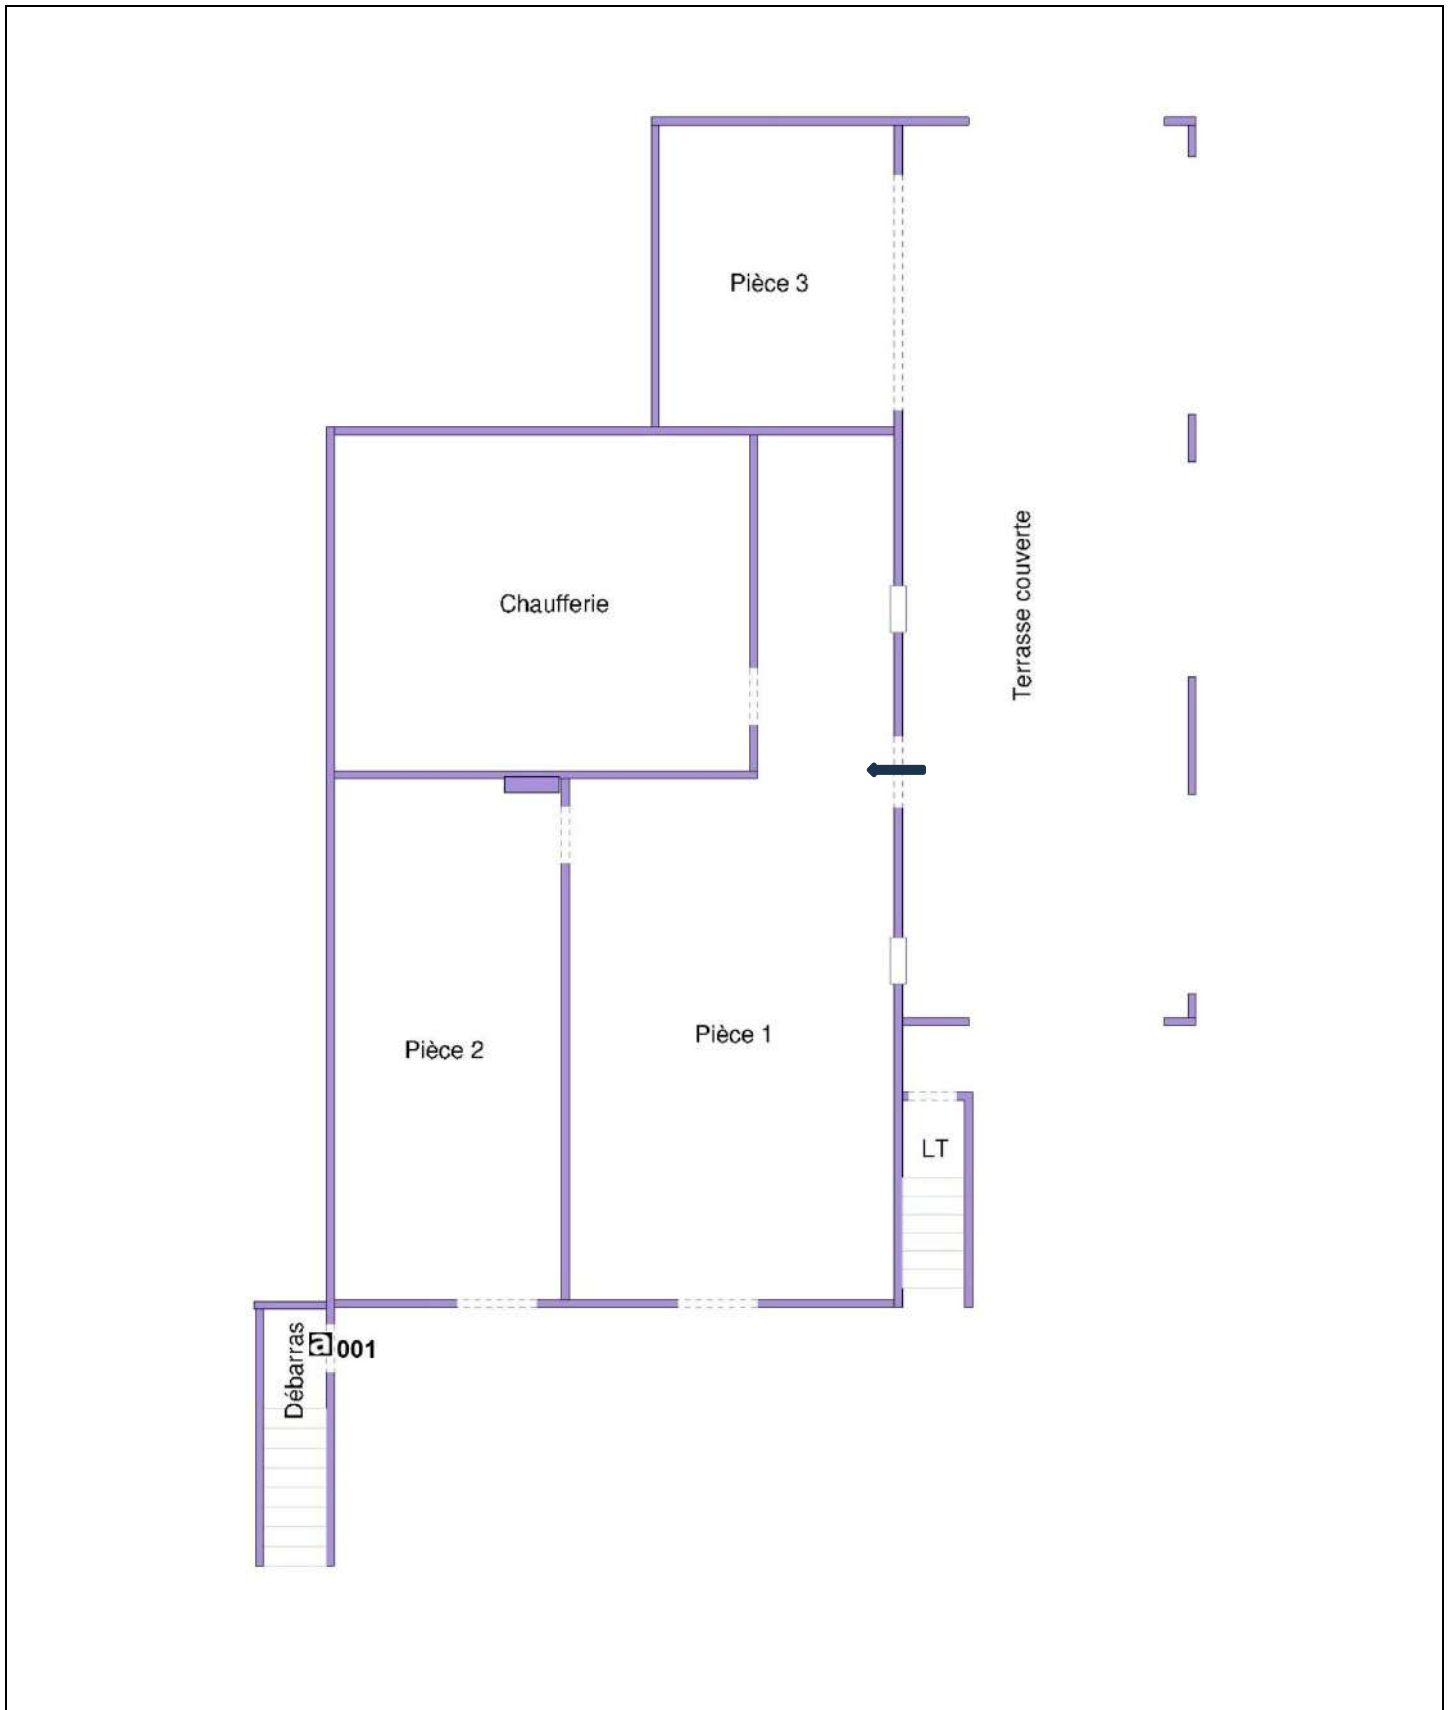 Pièce 3
Chaufferie
Terrasse couverte
Pièce 2
Pièce 1
LT
Débarras
a 001